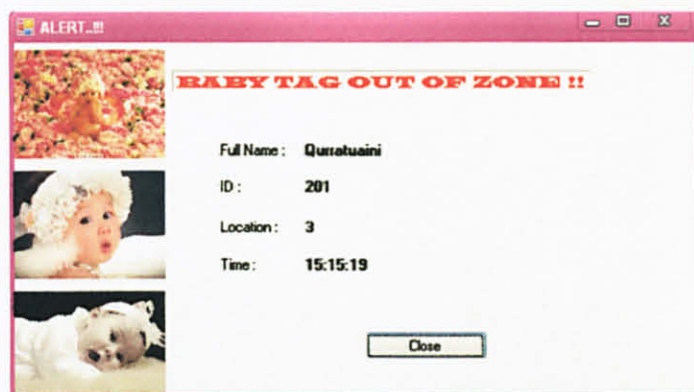 ALERT..!!!
BABY TAG OUT OF ZONE !!
Full Name : Qurratuaini
ID : 201
Location : 3
Time : 15:15:19
Close